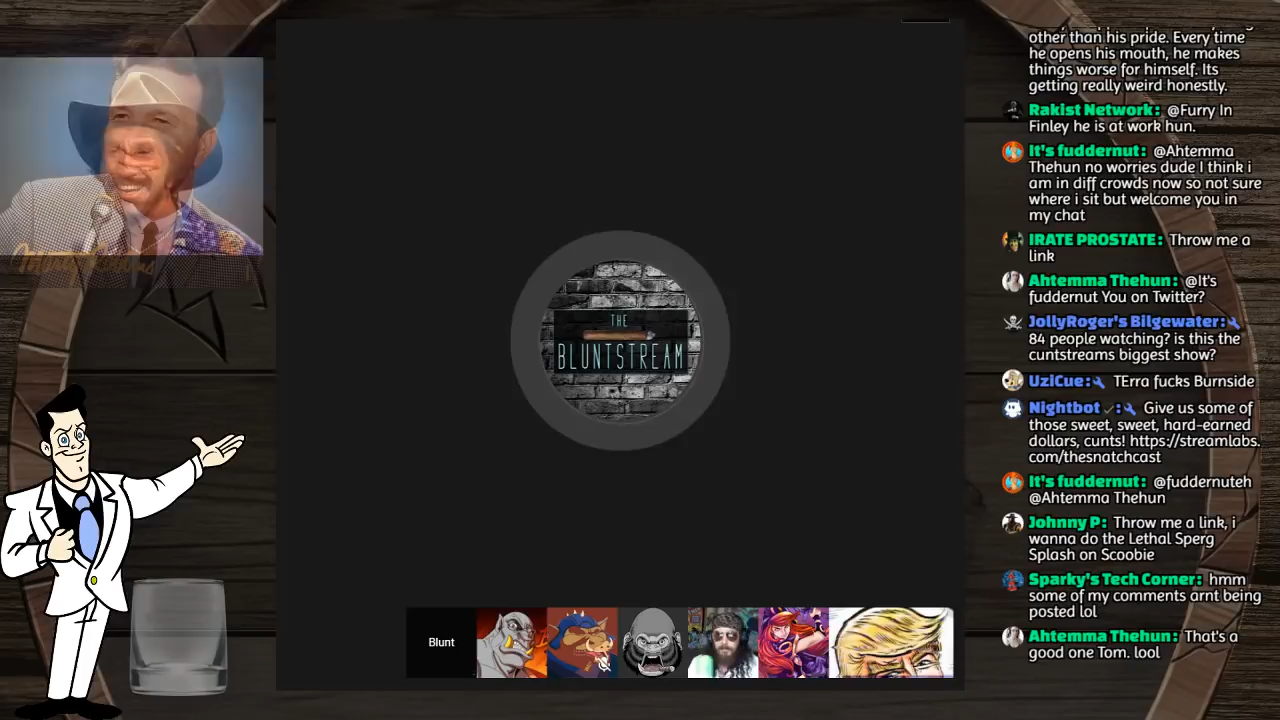 other than his pride. Every time
he opens his mouth, he makes
things worse for himself. Its
getting really weird honestly.
Rakist Network: @Furry In
Finley he is at work hun.
It's fuddernut: @Ahtemma
Thehun no worries dude I think i
am in diff crowds now so not sure
where i sit but welcome you in
my chat
IRATE PROSTATE: Throw me a
link
Ahtemma Thehun: @It's
fuddernut You on Twitter?
JollyRoger's Bilgewater:
84 people watching? is this the
cuntstreams biggest show?
UziCue: TErra fucks Burnside
Nightbot ✓: Give us some of
those sweet, sweet, hard-earned
dollars, cunts! https://streamlabs.
com/thesnatchcast
It's fuddernut: @fuddernuteh
@Ahtemma Thehun
Johnny P: Throw me a link, i
wanna do the Lethal Sperg
Splash on Scoobie
Sparky's Tech Corner: hmm
some of my comments arnt being
posted lol
Ahtemma Thehun: That's a
good one Tom. lool
THE
BLUNTSTREAM
Blunt